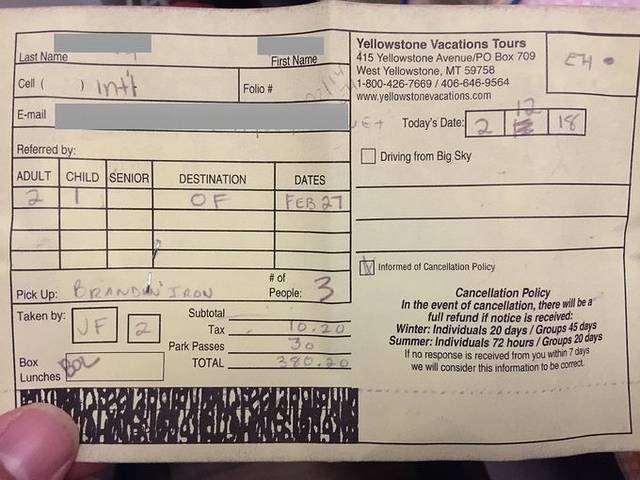 Last Name
First Name
Cell ( ) Int'l
Folio #
E-mail
Referred by:
ADULT CHILD SENIOR DESTINATION DATES
2 1 OF FEB 27
Pick Up: BRANDIN' IRON
# of People: 3
Taken by: JF 2
Subtotal
Tax 10.20
Park Passes 30
TOTAL 380.20
Box Lunches BOL
Yellowstone Vacations Tours
415 Yellowstone Avenue/PO Box 709
West Yellowstone, MT 59758
1-800-426-7669 / 406-646-9564
www.yellowstonevacations.com
EH
Today's Date: 2 12 18
Driving from Big Sky
Informed of Cancellation Policy
Cancellation Policy
In the event of cancellation, there will be a
full refund if notice is received:
Winter: Individuals 20 days / Groups 45 days
Summer: Individuals 72 hours / Groups 20 days
If no response is received from you within 7 days
we will consider this information to be correct.